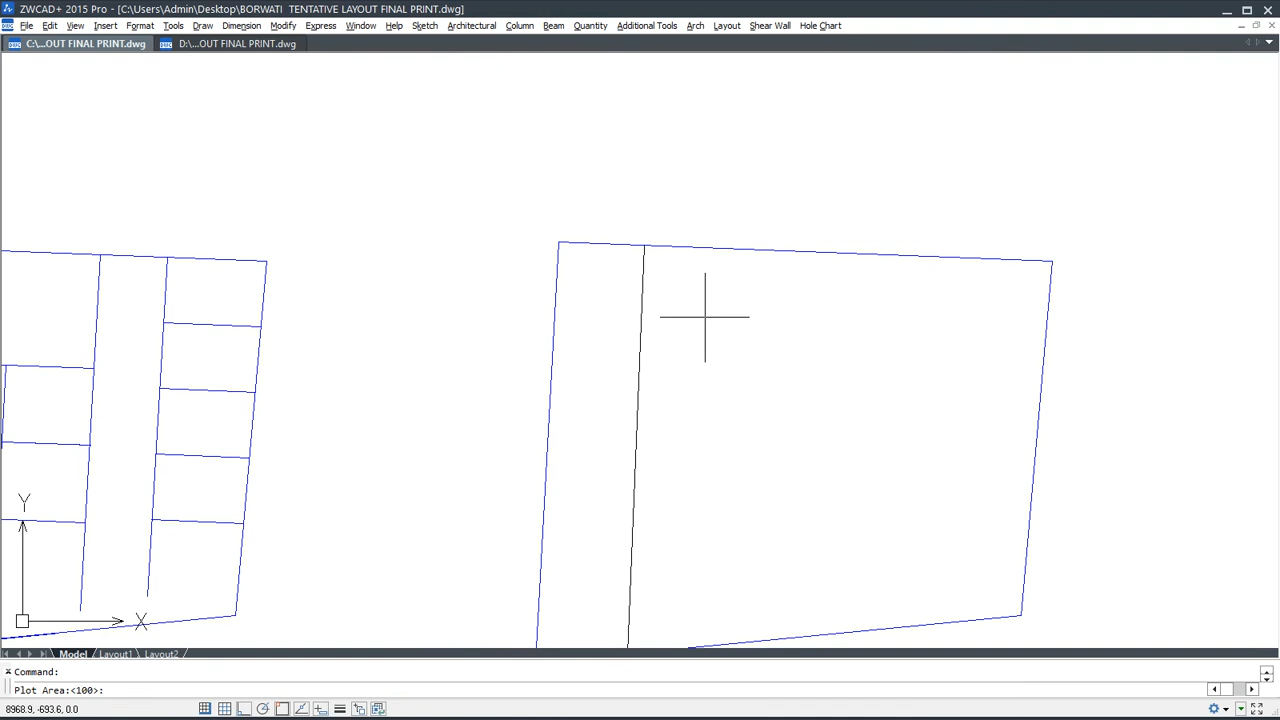 ZWCAD+ 2015 Pro - [C:\Users\Admin\Desktop\BORWATI  TENTATIVE LAYOUT FINAL PRINT.dwg]
File Edit View Insert Format Tools Draw Dimension Modify Express Window Help Sketch Architectural Column Beam Quantity Additional Tools Arch Layout Shear Wall Hole Chart
C:\...OUT FINAL PRINT.dwg D:\...OUT FINAL PRINT.dwg
Y
X
Model Layout1 Layout2
Command:
Plot Area:<100>:
8968.9, -693.6, 0.0